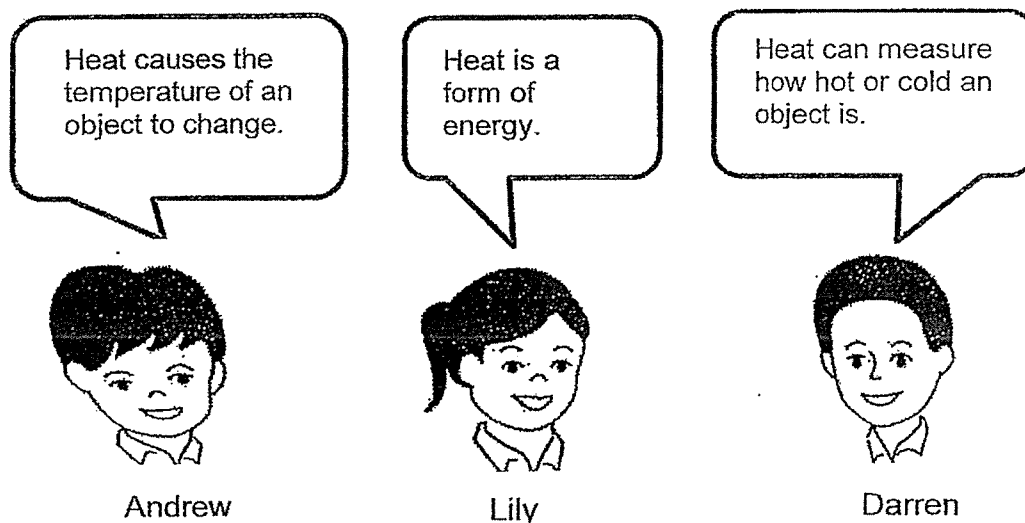 Heat causes the
temperature of an
object to change.
Heat is a
form of
energy.
Heat can measure
how hot or cold an
object is.
Andrew
Lily
Darren